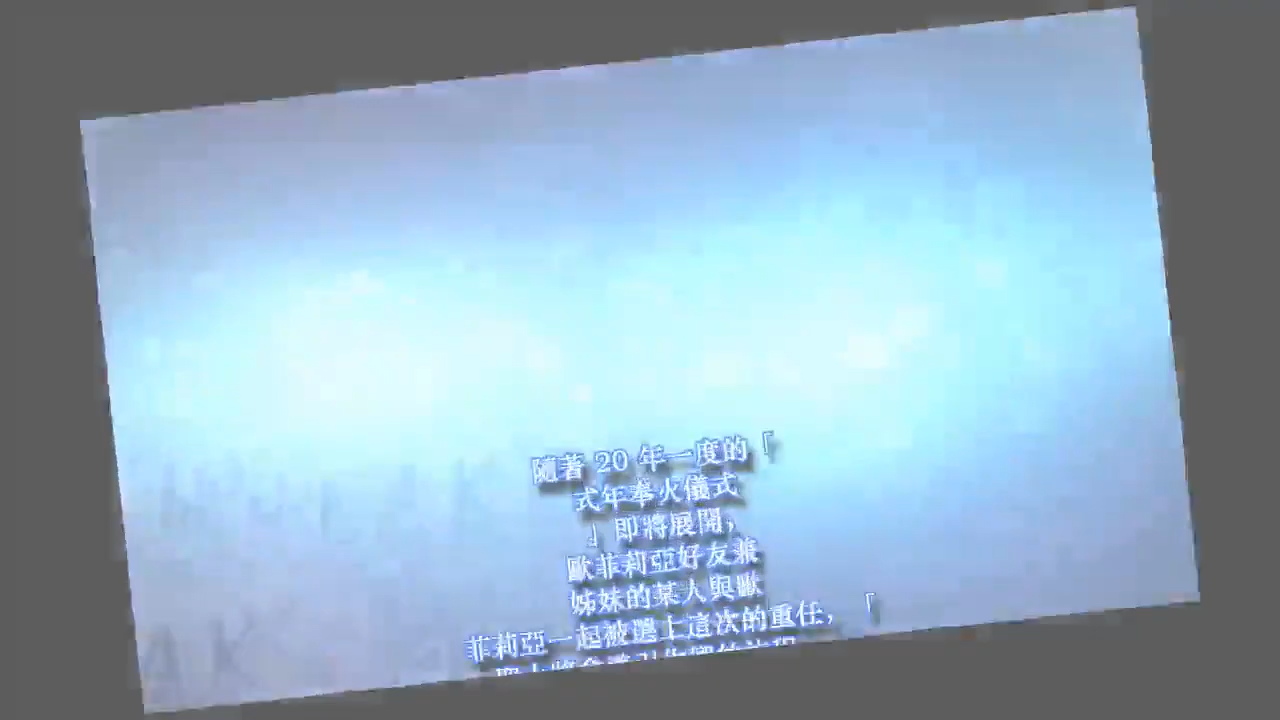 隨著 20 年一度的「
式年奉火儀式
」即將展開，
歐菲莉亞好友兼
姊妹的某人與歐
菲莉亞一起被選上這次的重任，「